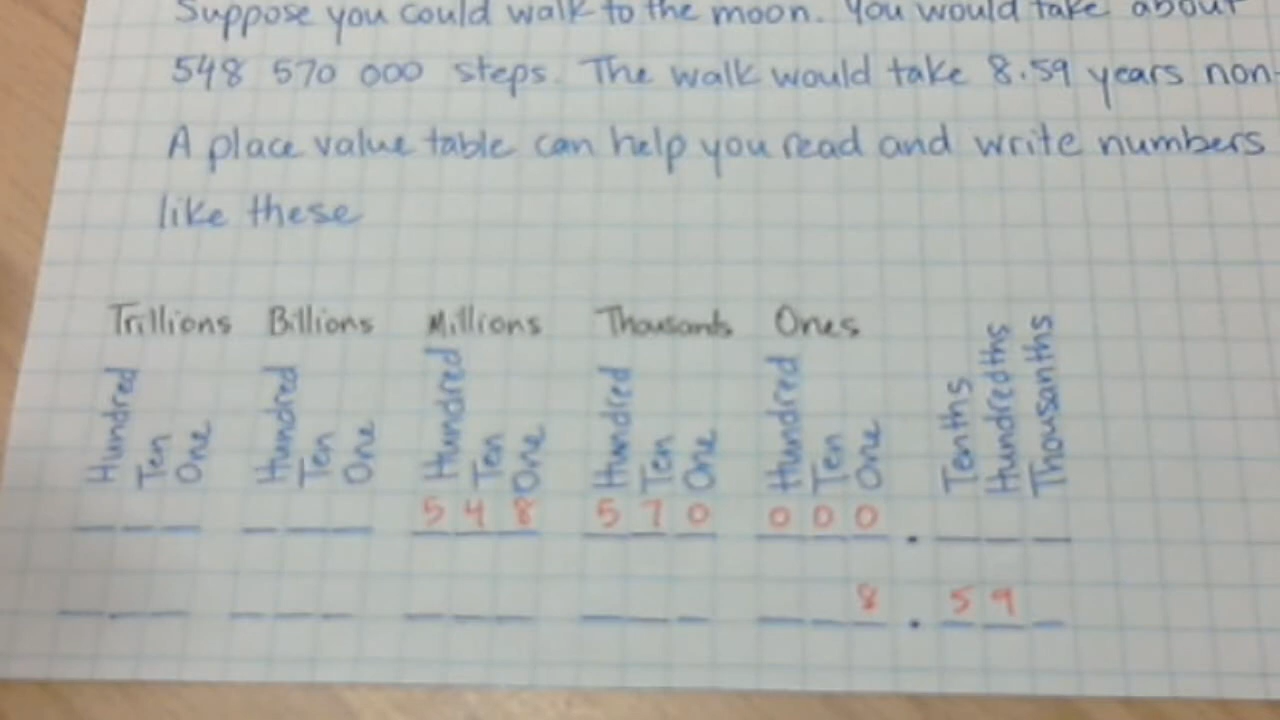 Suppose you could walk to the moon. You would take about
548 570 000 steps. The walk would take 8.59 years non-
A place value table can help you read and write numbers
like these
Trillions Billions Millions Thousands Ones
Hundred Ten One Hundred Ten One Hundred Ten One Hundred Ten One Hundred Ten One Tenths Hundredths Thousanths
5 4 8 5 7 0 0 0 0 .
8 . 5 9